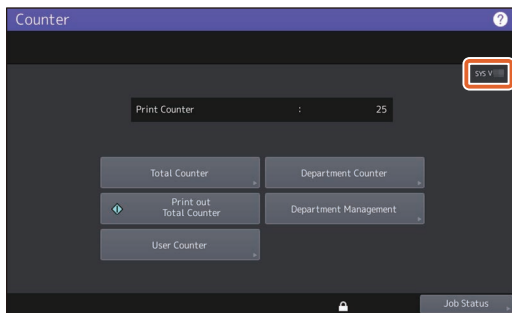 Counter
?
SYS V
Print Counter : 25
Total Counter
Department Counter
Print out
Total Counter
Department Management
User Counter
Job Status